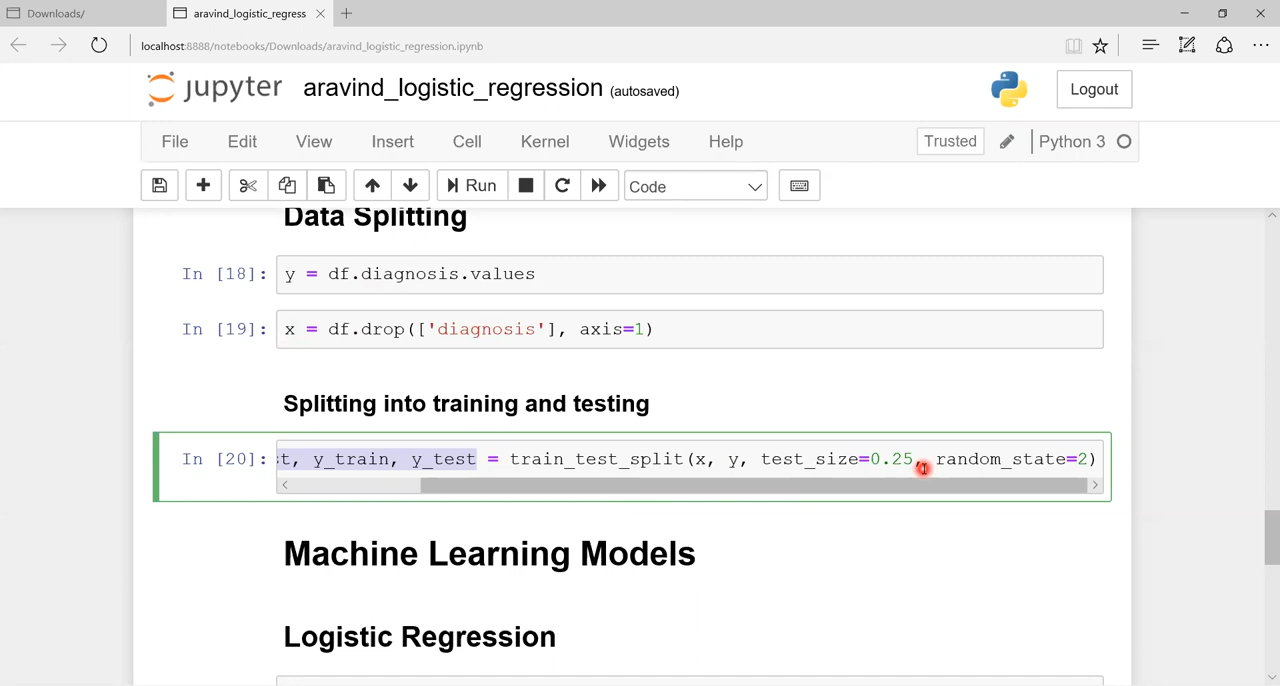 Downloads/
aravind_logistic_regress
localhost:8888/notebooks/Downloads/aravind_logistic_regression.ipynb
jupyter aravind_logistic_regression (autosaved)
Logout
File Edit View Insert Cell Kernel Widgets Help Trusted Python 3
Run Code
Data Splitting
In [18]: y = df.diagnosis.values
In [19]: x = df.drop(['diagnosis'], axis=1)
Splitting into training and testing
In [20]: t, y_train, y_test = train_test_split(x, y, test_size=0.25, random_state=2)
Machine Learning Models
Logistic Regression